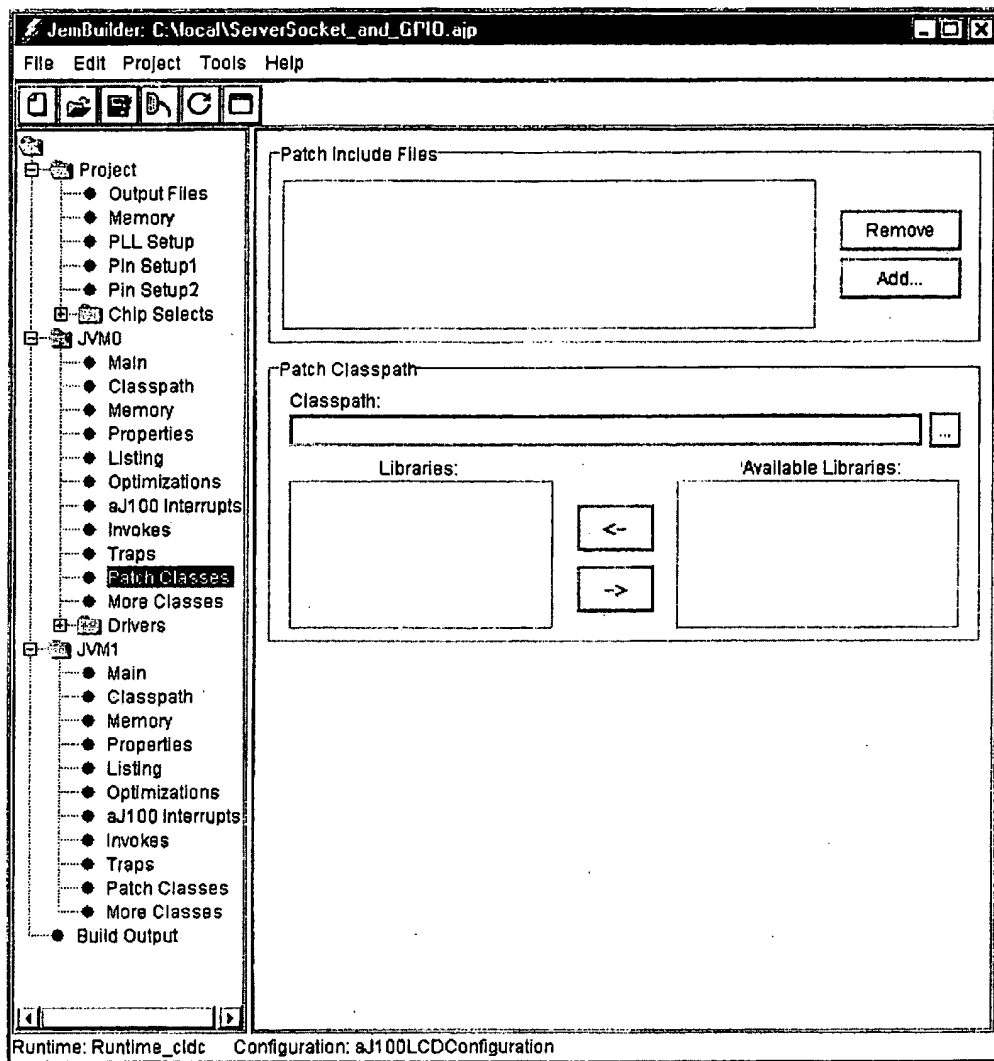 JemBuilder: C:\local\ServerSocket_and_GPIO.ajp
File Edit Project Tools Help
Project
Output Files
Memory
PLL Setup
Pin Setup1
Pin Setup2
Chip Selects
JVM0
Main
Classpath
Memory
Properties
Listing
Optimizations
aJ100 Interrupts
Invokes
Traps
Patch Classes
More Classes
Drivers
JVM1
Main
Classpath
Memory
Properties
Listing
Optimizations
aJ100 Interrupts
Invokes
Traps
Patch Classes
More Classes
Build Output
Patch Include Files
Remove
Add...
Patch Classpath
Classpath:
...
Libraries:
Available Libraries:
<-
->
Runtime: Runtime_cldc Configuration: aJ100LCDConfiguration